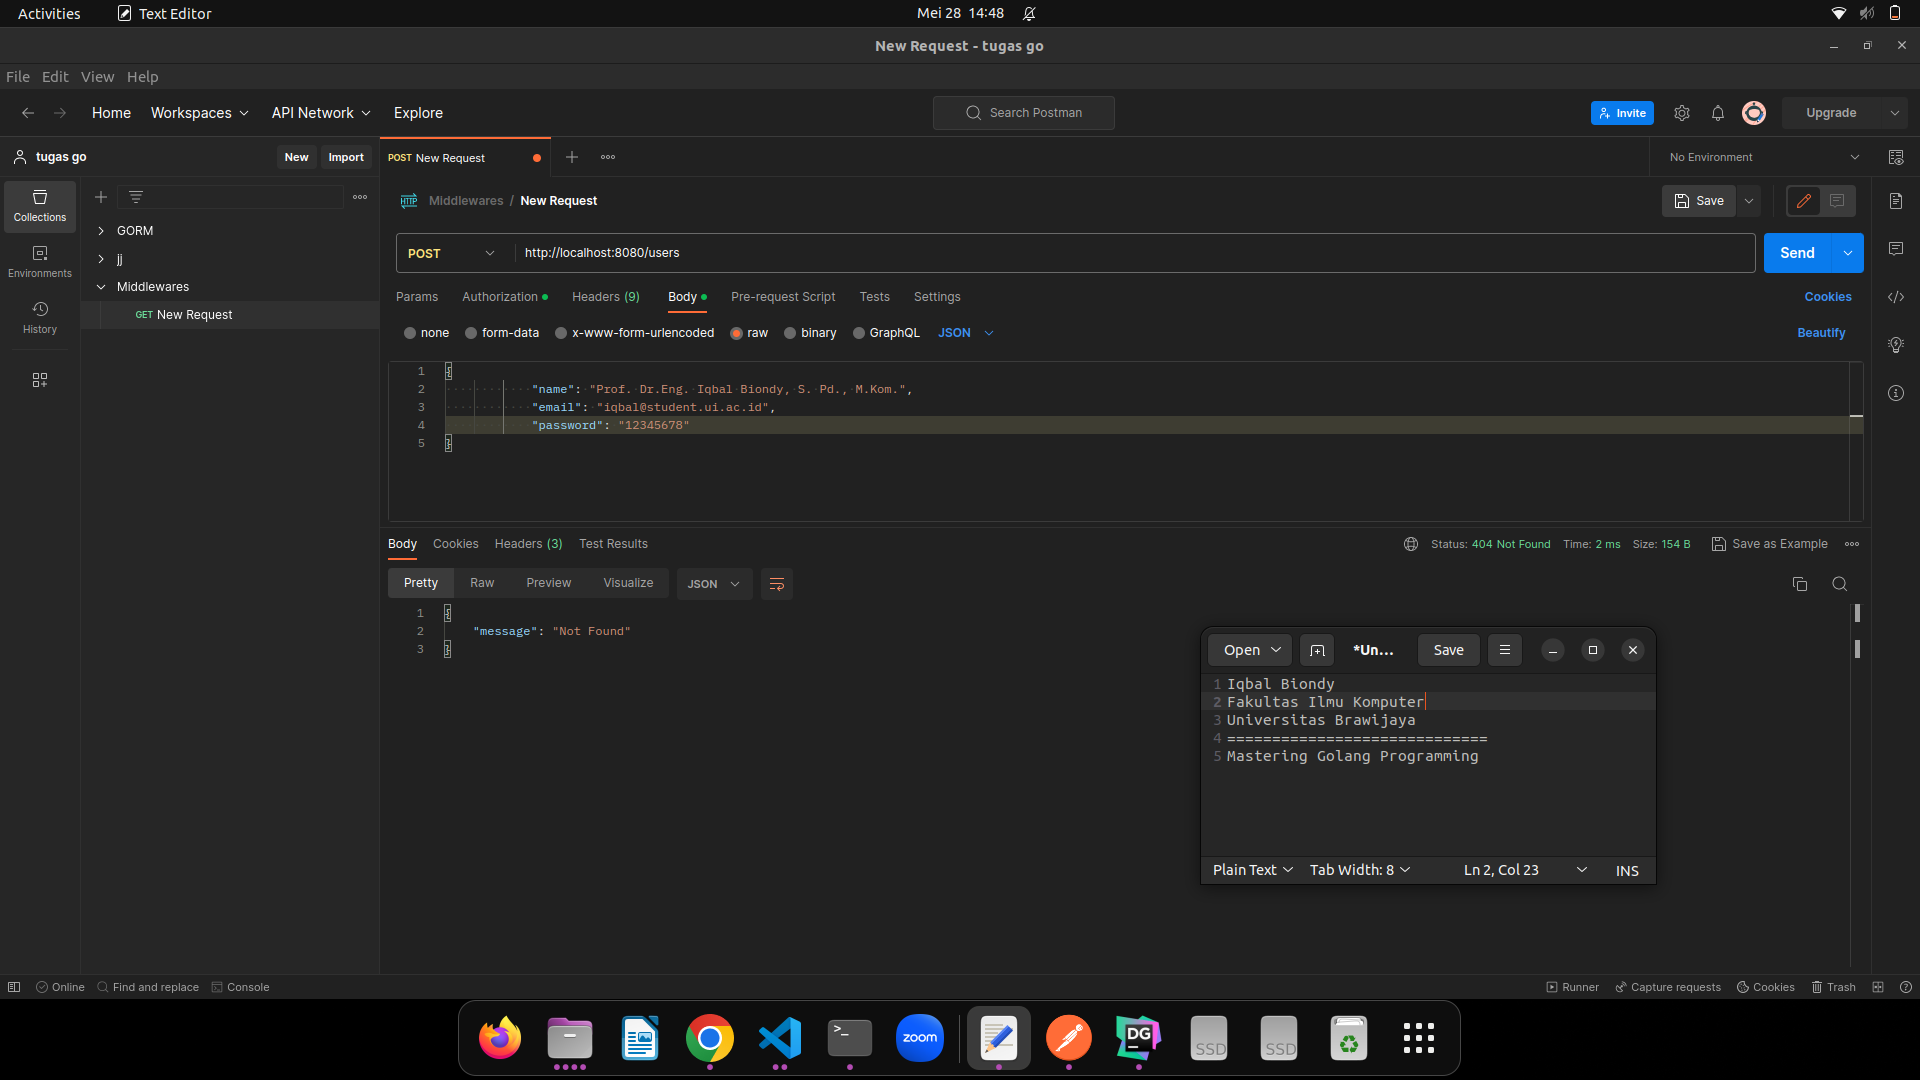 Activities Text Editor Mei 28 14:48
New Request - tugas go
File Edit View Help
Home Workspaces API Network Explore Search Postman Invite Upgrade
tugas go New Import POST New Request No Environment
Collections
Environments
History
GORM
jj
Middlewares
GET New Request
HTTP Middlewares / New Request Save
POST http://localhost:8080/users Send
Params Authorization Headers (9) Body Pre-request Script Tests Settings Cookies
none form-data x-www-form-urlencoded raw binary GraphQL JSON Beautify
1 {
2 "name": "Prof. Dr.Eng. Iqbal Biondy, S. Pd., M.Kom.",
3 "email": "iqbal@student.ui.ac.id",
4 "password": "12345678"
5 }
Body Cookies Headers (3) Test Results Status: 404 Not Found Time: 2 ms Size: 154 B Save as Example
Pretty Raw Preview Visualize JSON
1 {
2 "message": "Not Found"
3 }
Open *Un... Save
1 Iqbal Biondy
2 Fakultas Ilmu Komputer
3 Universitas Brawijaya
4 =============================
5 Mastering Golang Programming
Plain Text Tab Width: 8 Ln 2, Col 23 INS
Online Find and replace Console Runner Capture requests Cookies Trash
>_ zoom DG SSD SSD